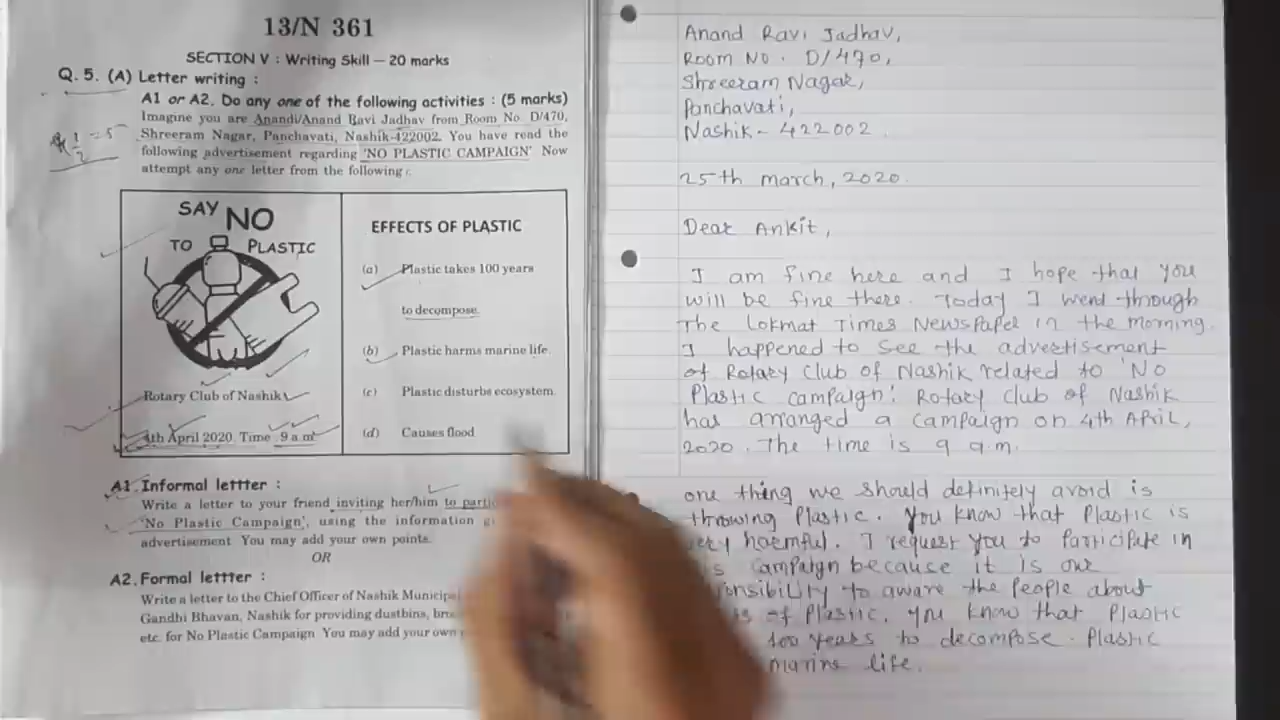 13/N 361
SECTION V : Writing Skill – 20 marks
Q. 5. (A) Letter writing :
A1 or A2. Do any one of the following activities : (5 marks)
Imagine you are Anandi/Anand Ravi Jadhav from Room No. D/470,
Shreeram Nagar, Panchavati, Nashik-422002. You have read the
following advertisement regarding 'NO PLASTIC CAMPAIGN' Now
attempt any one letter from the following :
SAY NO
TO PLASTIC
Rotary Club of Nashik
4th April 2020, Time 9 a.m
EFFECTS OF PLASTIC
(a) Plastic takes 100 years
to decompose.
(b) Plastic harms marine life.
(c) Plastic disturbs ecosystem.
(d) Causes flood
A1. Informal lettter :
Write a letter to your friend inviting her/him to partic
'No Plastic Campaign', using the information gi
advertisement You may add your own points.
OR
A2. Formal lettter :
Write a letter to the Chief Officer of Nashik Municipal
Gandhi Bhavan, Nashik for providing dustbins,
etc. for No Plastic Campaign You may add your own
Anand Ravi Jadhav,
Room No. D/470,
Shreeram Nagar,
Panchavati,
Nashik - 422002.
25th march, 2020.
Dear Ankit,
I am fine here and I hope that you
will be fine there. Today I went through
The Lokmat Times Newspaper in the morning.
I happened to see the advertisement
of Rotary Club of Nashik related to 'No
Plastic campaign'. Rotary club of Nashik
has arranged a campaign on 4th April,
2020. The time is 9 a.m.
one thing we should definitely avoid is
throwing Plastic. You know that Plastic is
very harmful. I request you to Participate in
campaign because it is our
to aware the people about
of Plastic. you know that Plastic
100 years to decompose. Plastic
marine life.